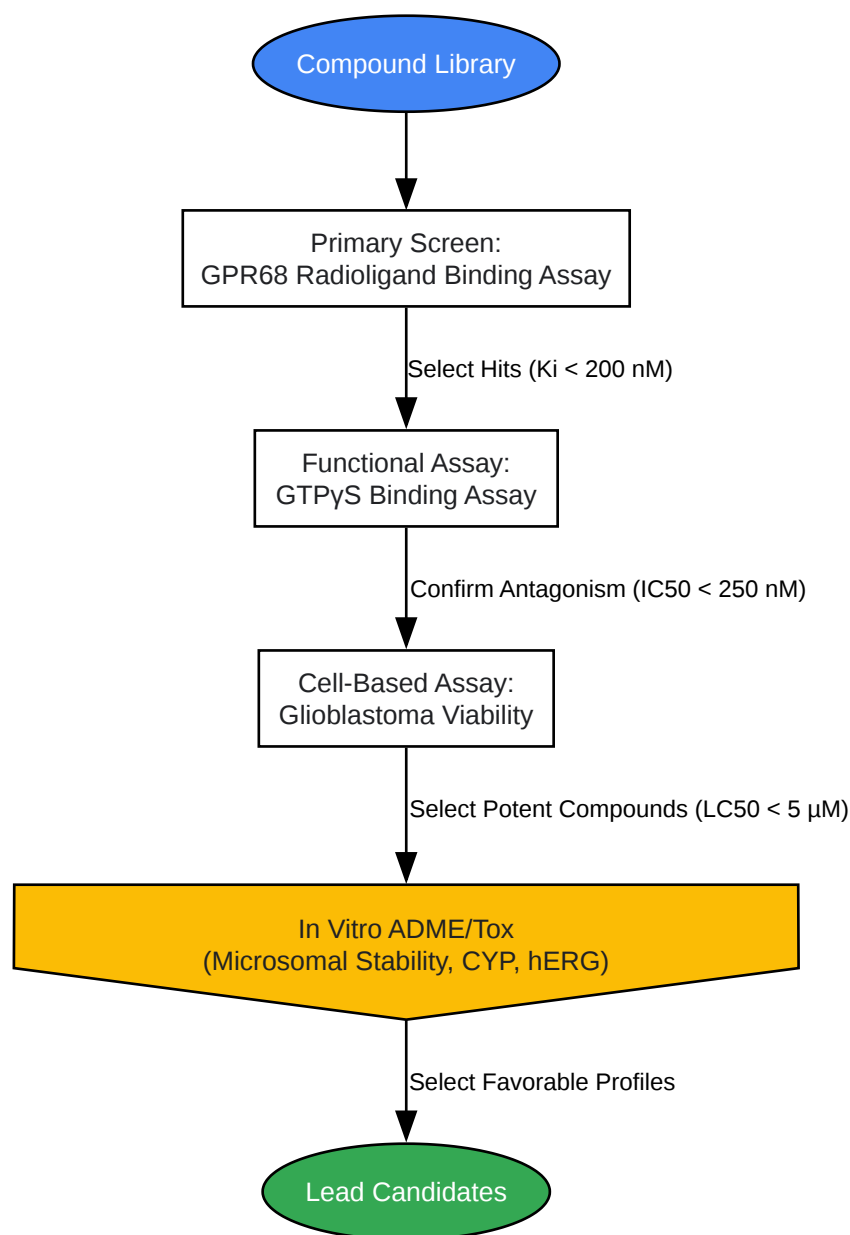 Compound Library
Primary Screen:
GPR68 Radioligand Binding Assay
Select Hits (Ki < 200 nM)
Functional Assay:
GTPγS Binding Assay
Confirm Antagonism (IC50 < 250 nM)
Cell-Based Assay:
Glioblastoma Viability
Select Potent Compounds (LC50 < 5 µM)
In Vitro ADME/Tox
(Microsomal Stability, CYP, hERG)
Select Favorable Profiles
Lead Candidates